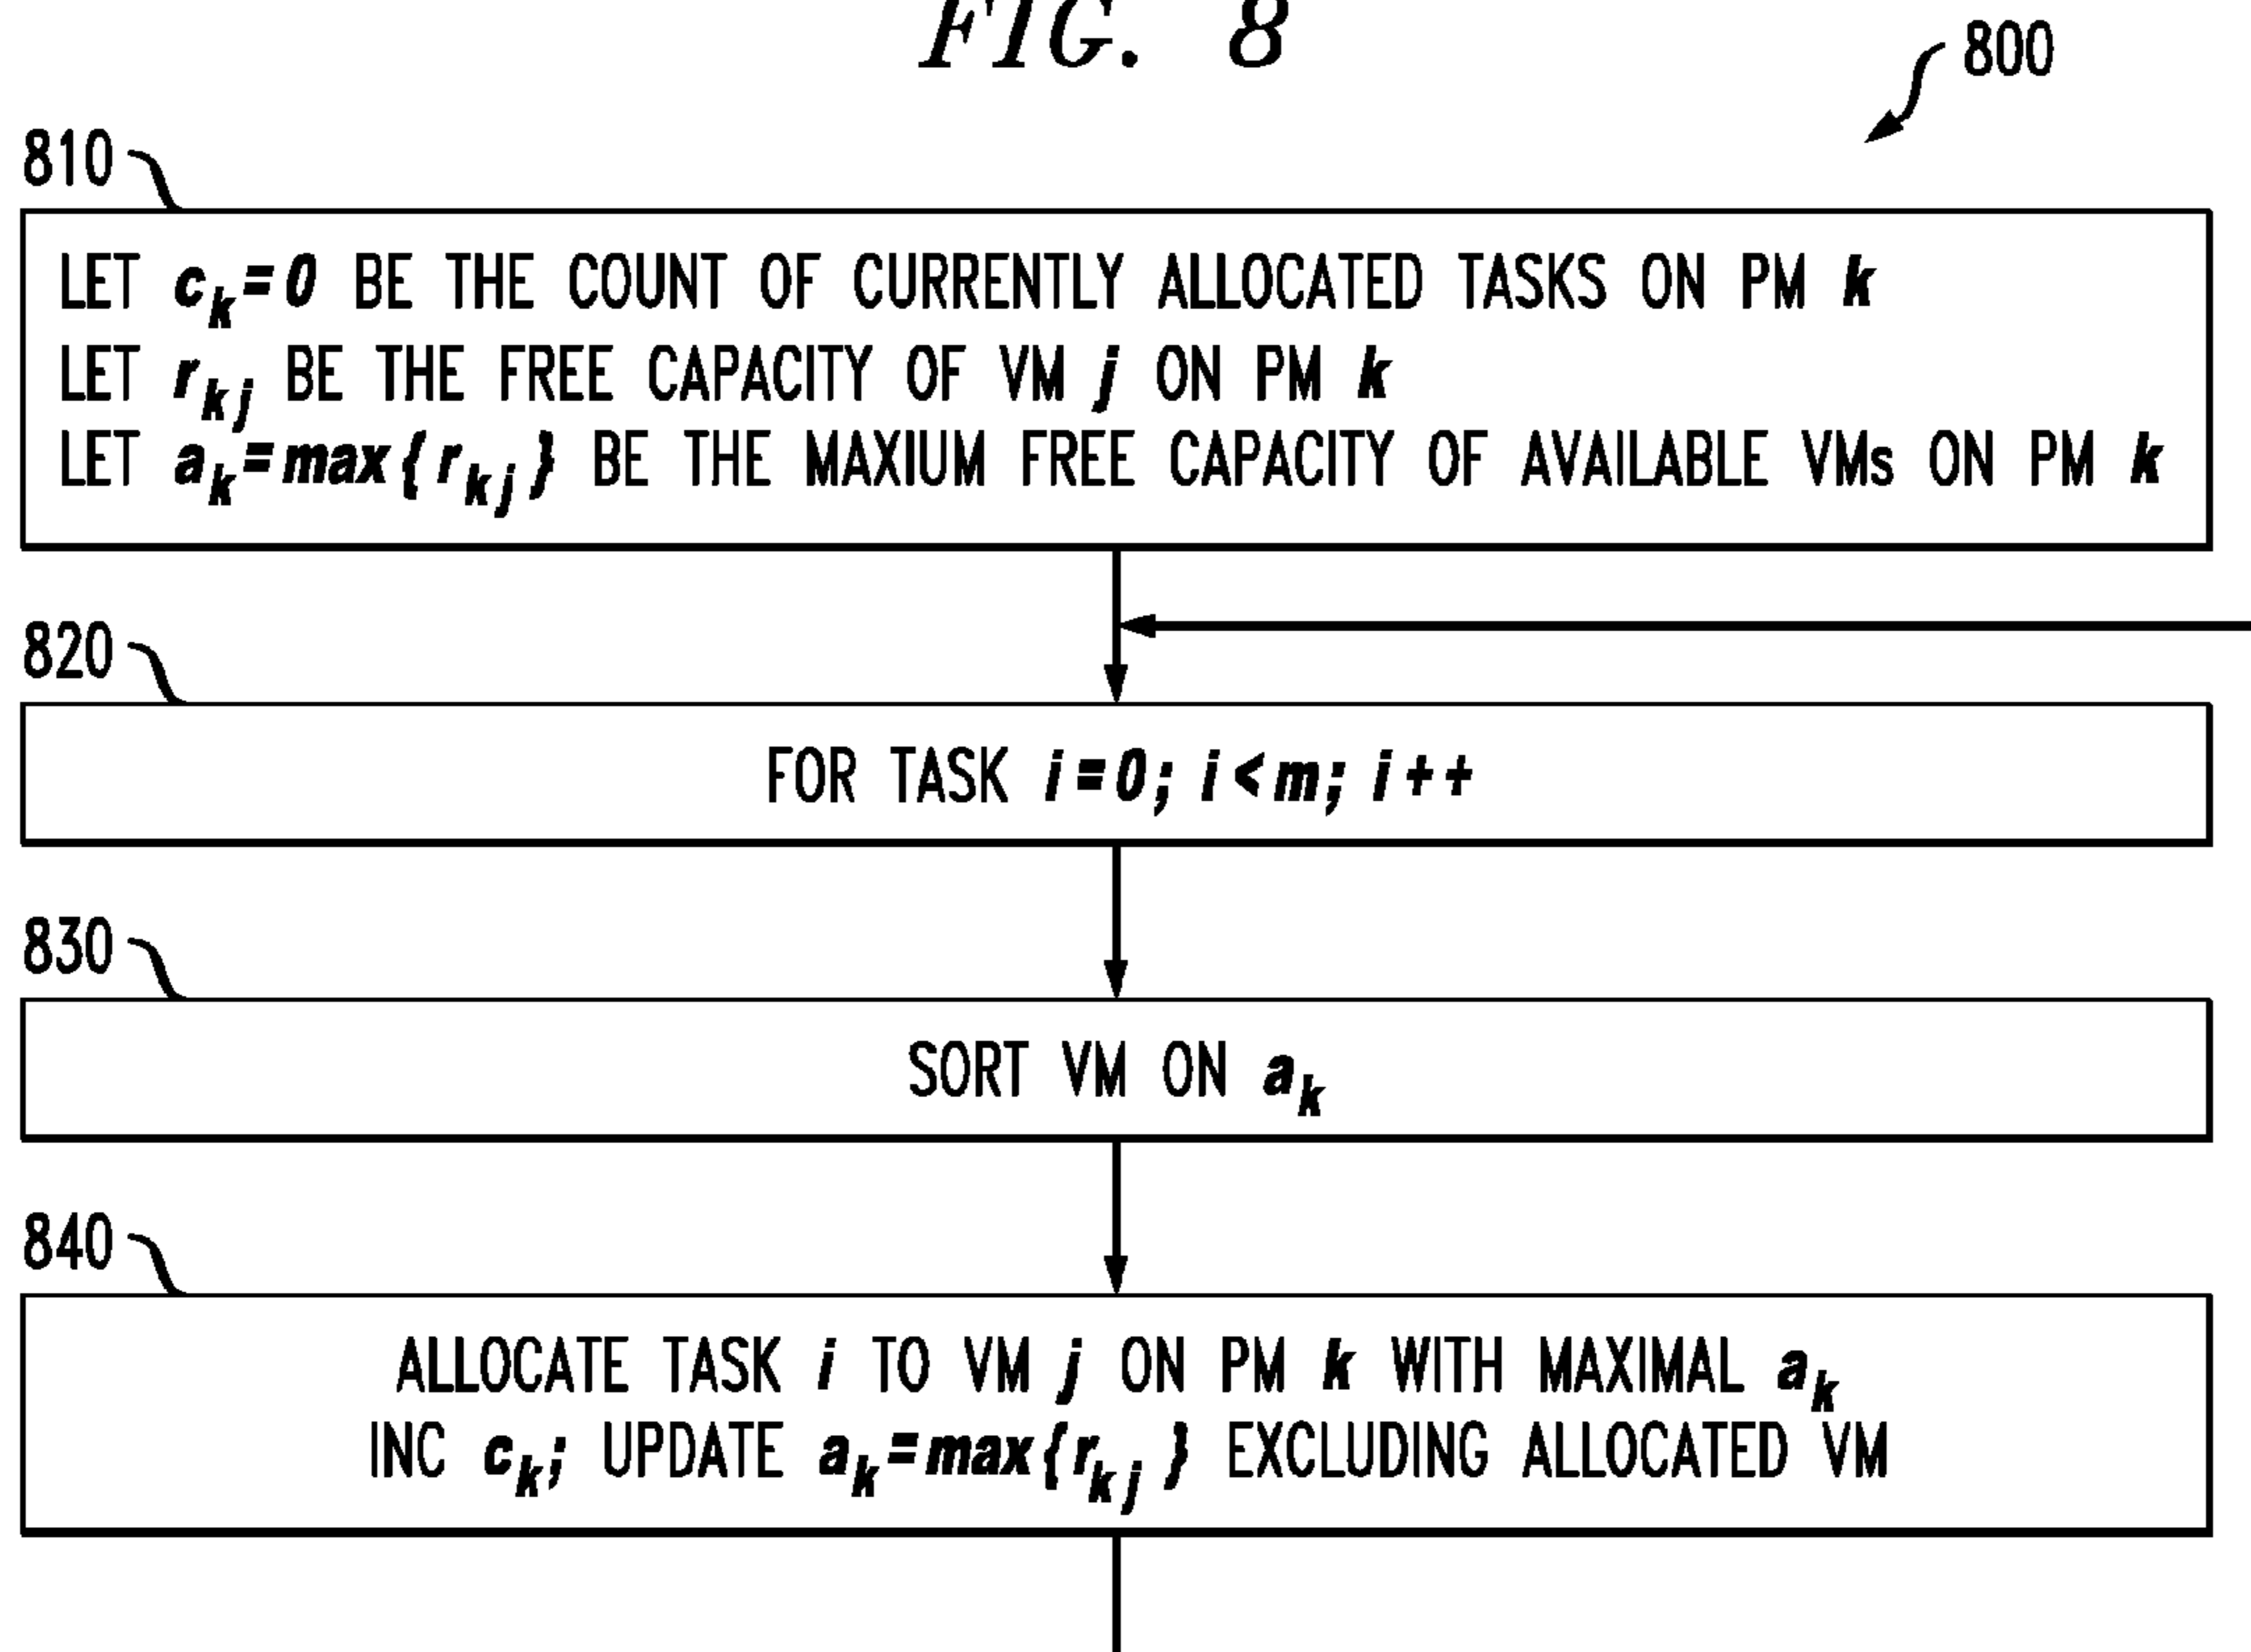 FIG. 8
800
810
LET c_k=0 BE THE COUNT OF CURRENTLY ALLOCATED TASKS ON PM k
LET r_kj BE THE FREE CAPACITY OF VM j ON PM k
LET a_k=max{r_kj} BE THE MAXIUM FREE CAPACITY OF AVAILABLE VMs ON PM k
820
FOR TASK i=0; i<m; i++
830
SORT VM ON a_k
840
ALLOCATE TASK i TO VM j ON PM k WITH MAXIMAL a_k
INC c_k; UPDATE a_k=max{r_kj} EXCLUDING ALLOCATED VM